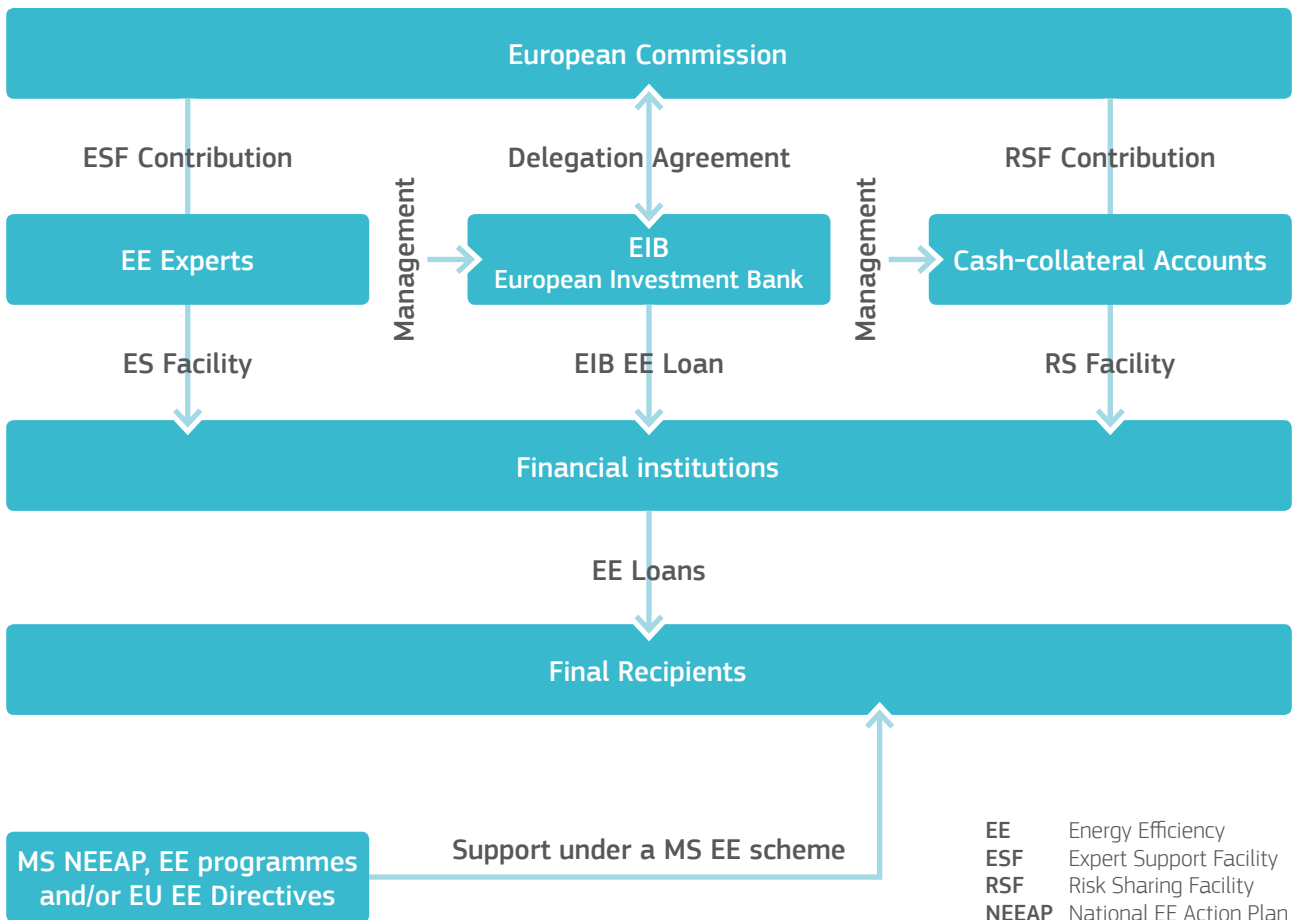 European Commission
ESF Contribution
Delegation Agreement
RSF Contribution
Management
Management
EE Experts
EIB
European Investment Bank
Cash-collateral Accounts
ES Facility
EIB EE Loan
RS Facility
Financial institutions
EE Loans
Final Recipients
MS NEEAP, EE programmes
and/or EU EE Directives
Support under a MS EE scheme
EE Energy Efficiency
ESF Expert Support Facility
RSF Risk Sharing Facility
NEEAP National EE Action Plan